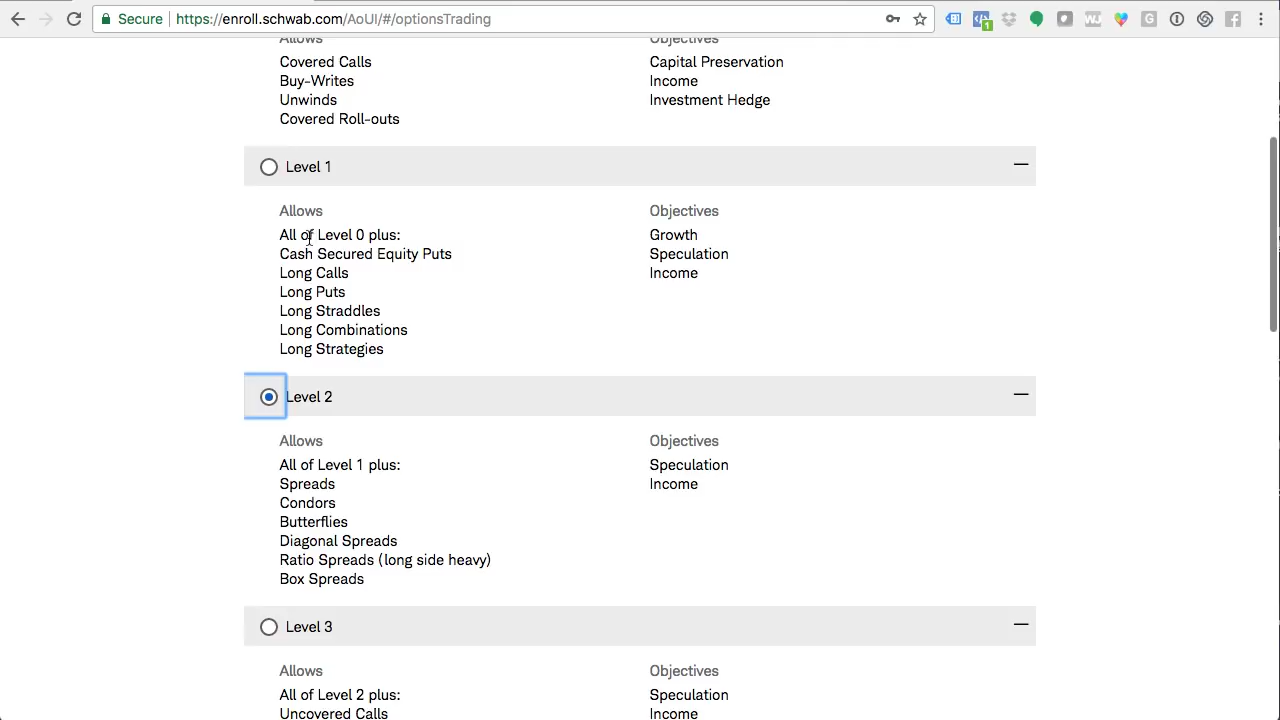 Secure
https://enroll.schwab.com/AoUI/#/optionsTrading
1
WJ
G
Allows
Objectives
Covered Calls
Buy-Writes
Unwinds
Covered Roll-outs
Capital Preservation
Income
Investment Hedge
Level 1
Allows
All of Level 0 plus:
Cash Secured Equity Puts
Long Calls
Long Puts
Long Straddles
Long Combinations
Long Strategies
Objectives
Growth
Speculation
Income
Level 2
Allows
All of Level 1 plus:
Spreads
Condors
Butterflies
Diagonal Spreads
Ratio Spreads (long side heavy)
Box Spreads
Objectives
Speculation
Income
Level 3
Allows
All of Level 2 plus:
Uncovered Calls
Objectives
Speculation
Income